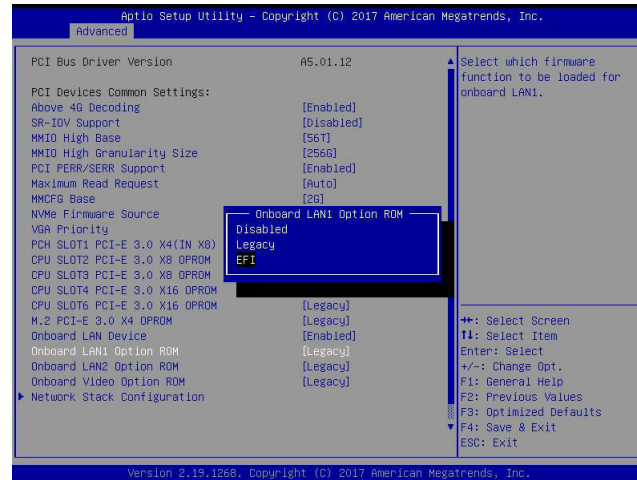 Aptio Setup Utility – Copyright (C) 2017 American Megatrends, Inc.
Advanced
PCI Bus Driver Version A5.01.12
PCI Devices Common Settings:
Above 4G Decoding [Enabled]
SR-IOV Support [Disabled]
MMIO High Base [56T]
MMIO High Granularity Size [256G]
PCI PERR/SERR Support [Enabled]
Maximum Read Request [Auto]
MMCFG Base [2G]
NVMe Firmware Source
VGA Priority
PCH SLOT1 PCI-E 3.0 X4(IN X8)
CPU SLOT2 PCI-E 3.0 X8 OPROM
CPU SLOT3 PCI-E 3.0 X8 OPROM
CPU SLOT4 PCI-E 3.0 X16 OPROM
CPU SLOT6 PCI-E 3.0 X16 OPROM [Legacy]
M.2 PCI-E 3.0 X4 OPROM [Legacy]
Onboard LAN Device [Enabled]
Onboard LAN1 Option ROM [Legacy]
Onboard LAN2 Option ROM [Legacy]
Onboard Video Option ROM [Legacy]
Network Stack Configuration
Onboard LAN1 Option ROM
Disabled
Legacy
EFI
Select which firmware
function to be loaded for
onboard LAN1.
→←: Select Screen
↑↓: Select Item
Enter: Select
+/-: Change Opt.
F1: General Help
F2: Previous Values
F3: Optimized Defaults
F4: Save & Exit
ESC: Exit
Version 2.19.1268. Copyright (C) 2017 American Megatrends, Inc.